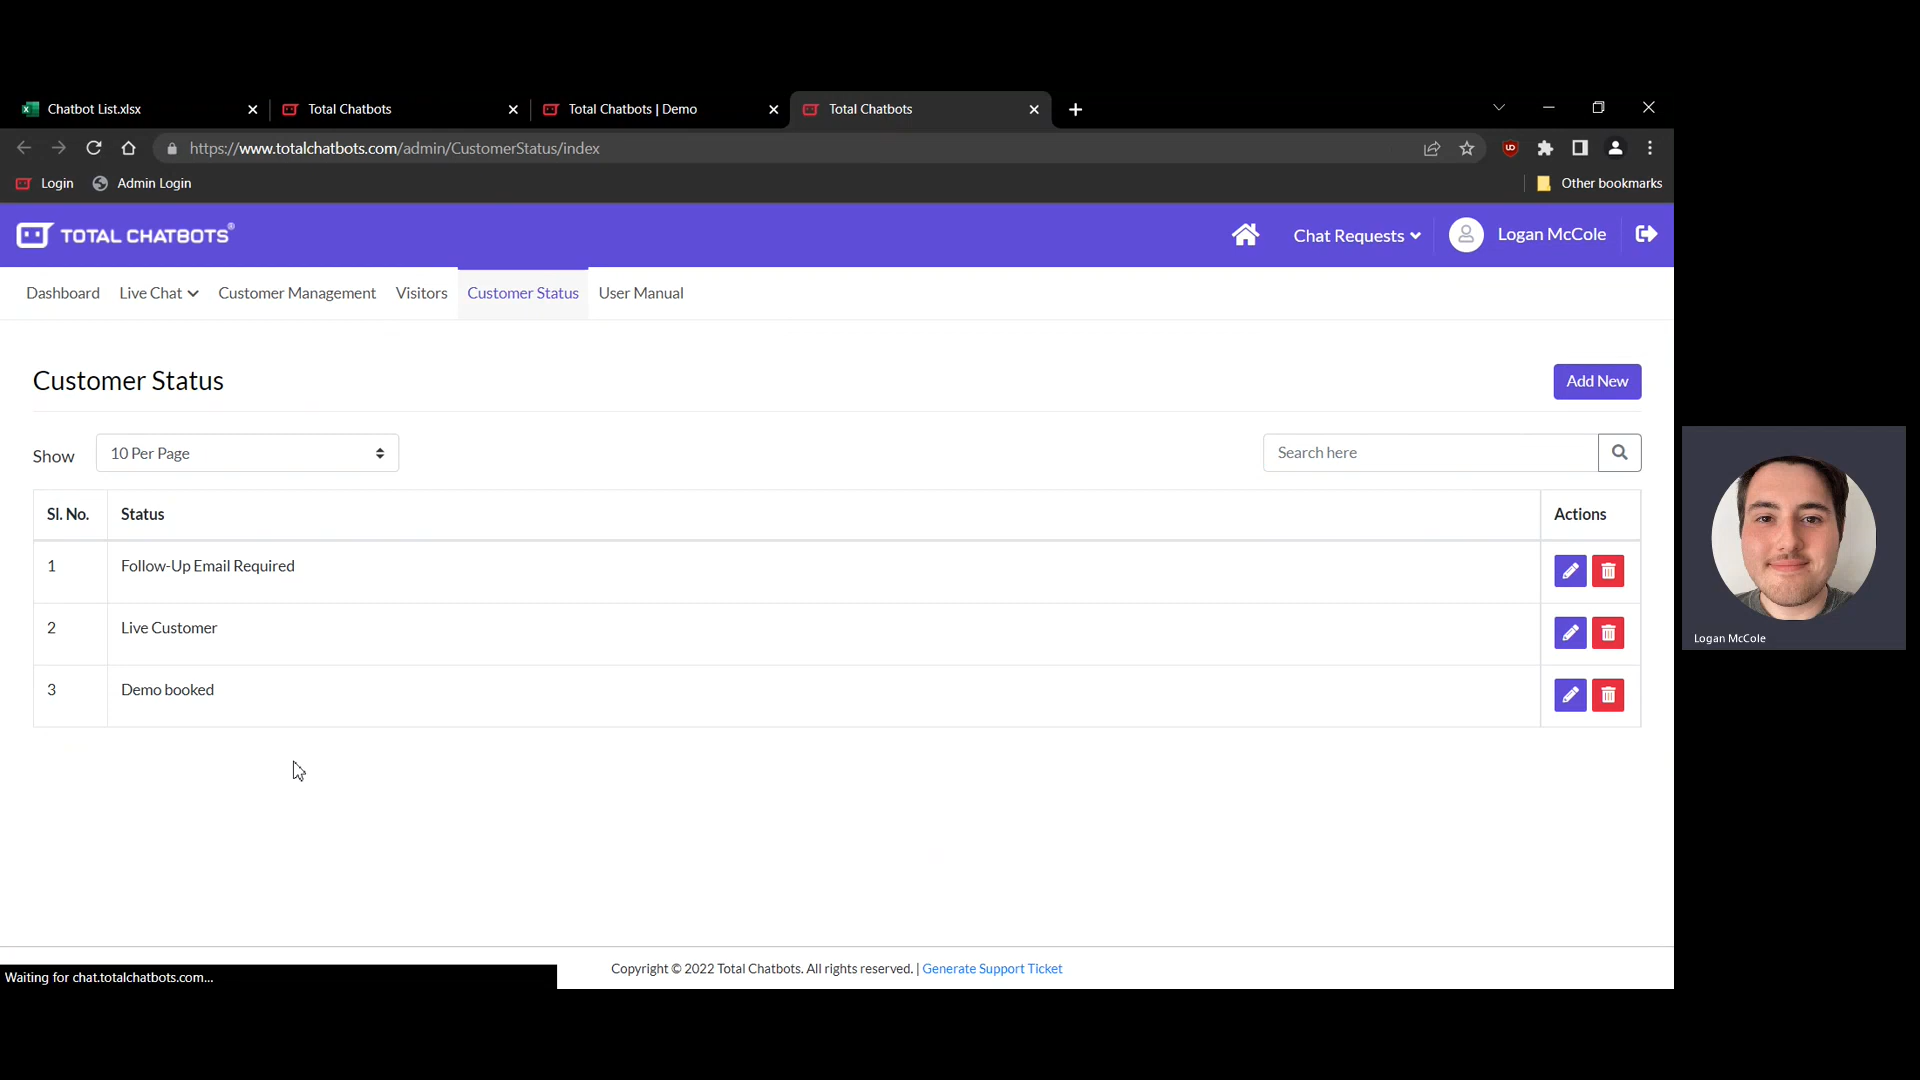 Chatbot List.xlsx
Total Chatbots
Total Chatbots | Demo
Total Chatbots
https://www.totalchatbots.com/admin/CustomerStatus/index
Login
Admin Login
Other bookmarks
TOTAL CHATBOTS®
Chat Requests
Logan McCole
Dashboard
Live Chat
Customer Management
Visitors
Customer Status
User Manual
Customer Status
Add New
Show
10 Per Page
Search here
Sl. No.
Status
Actions
1
Follow-Up Email Required
2
Live Customer
3
Demo booked
Logan McCole
Copyright © 2022 Total Chatbots. All rights reserved. | Generate Support Ticket
Waiting for chat.totalchatbots.com...